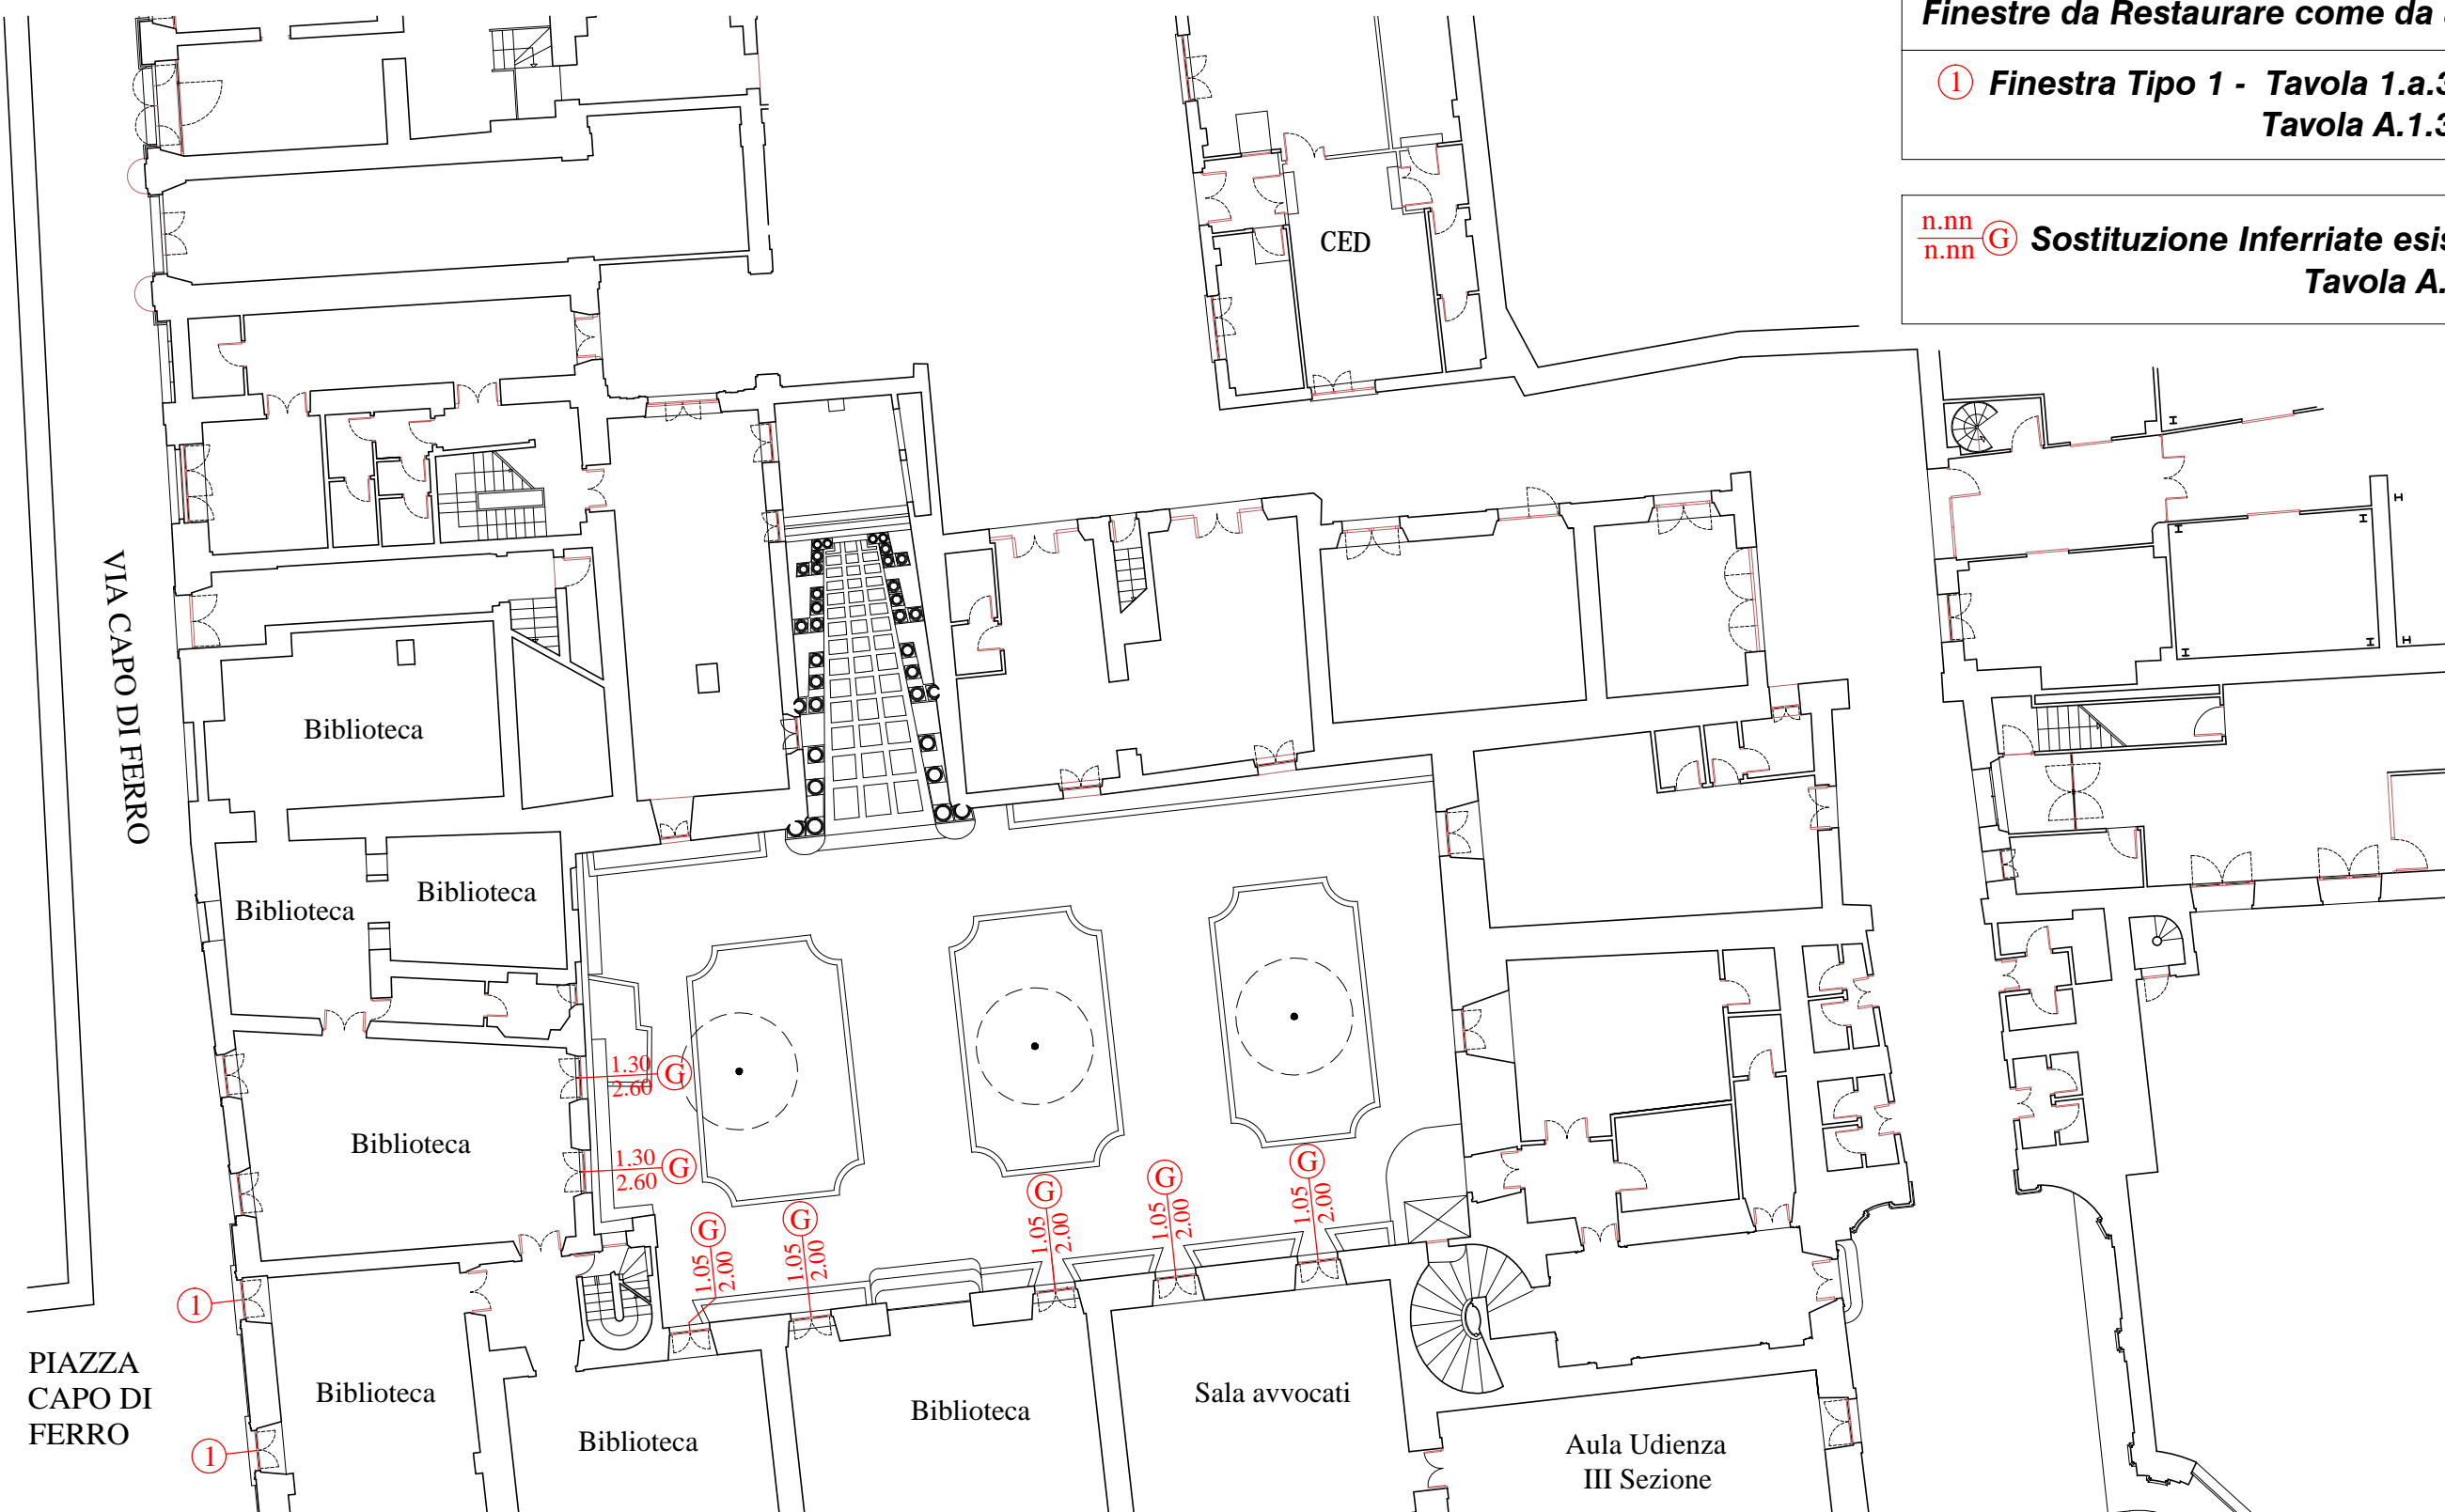 Finestre da Restaurare come da
1 Finestra Tipo 1 - Tavola 1.a.3
Tavola A.1.3
n.nn
n.nn
G Sostituzione Inferriate esis
Tavola A.
CED
VIA CAPO DI FERRO
Biblioteca
Biblioteca
Biblioteca
1.30
2.60
G
Biblioteca
1.30
2.60
G
G
1.05
2.00
G
1.05
2.00
G
1.05
2.00
G
1.05
2.00
G
1.05
2.00
1
PIAZZA
CAPO DI
FERRO
1
Biblioteca
Biblioteca
Biblioteca
Sala avvocati
Aula Udienza
III Sezione